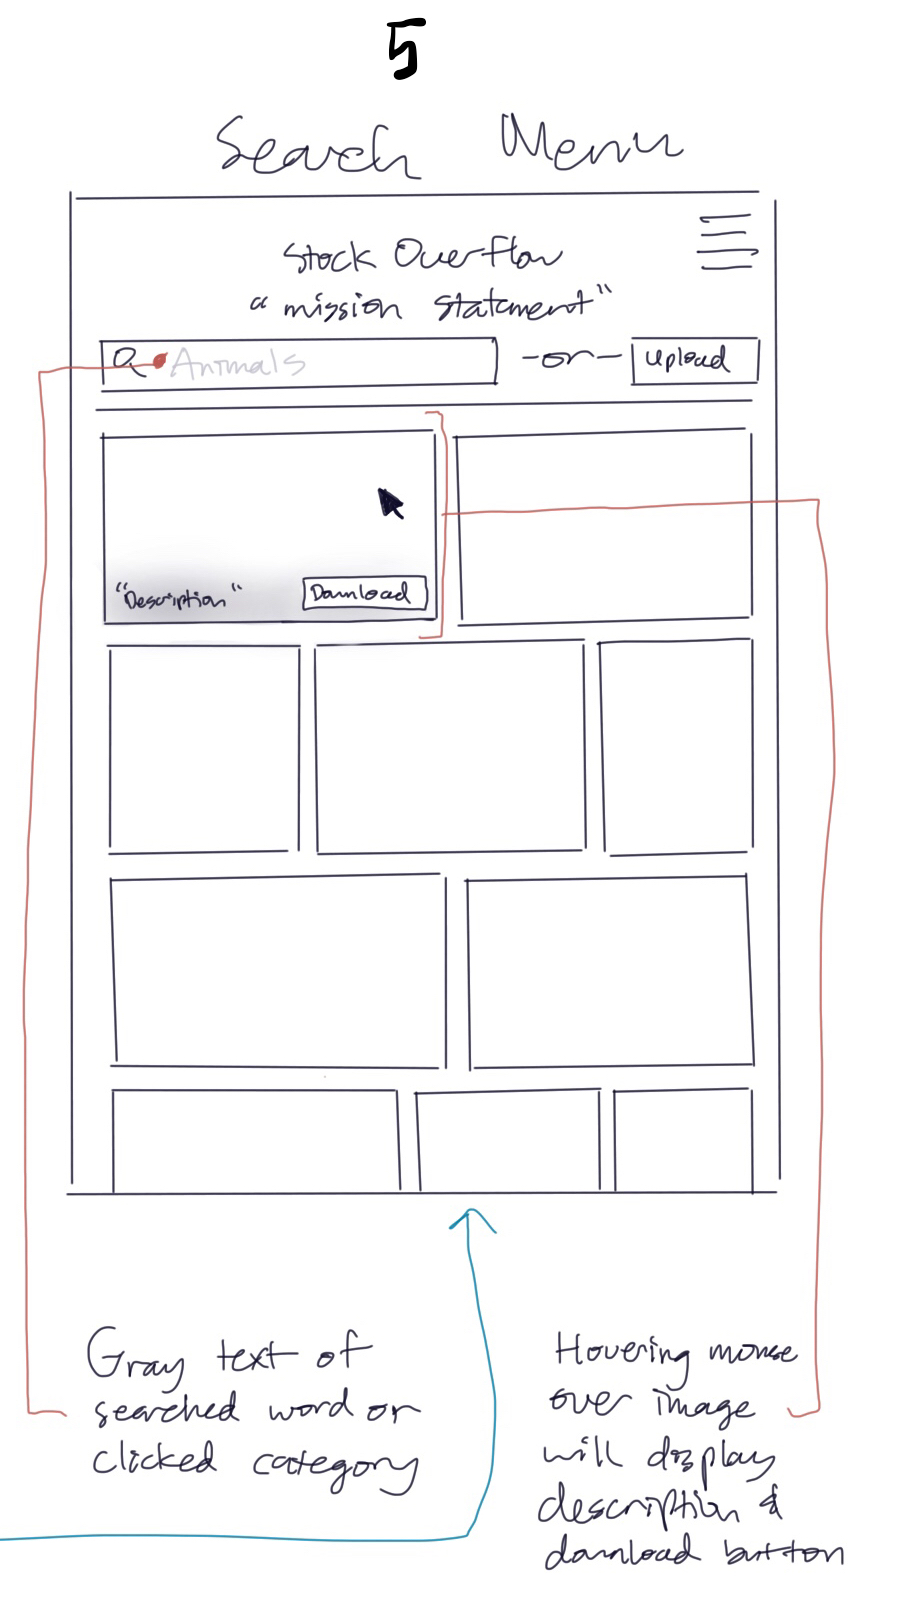 5
Search Menu
Stock Overflow
"mission statement"
Animals
-or-
Upload
"Description"
Download
Gray text of
searched word or
clicked category
Hovering mouse
over image
will display
description &
download button